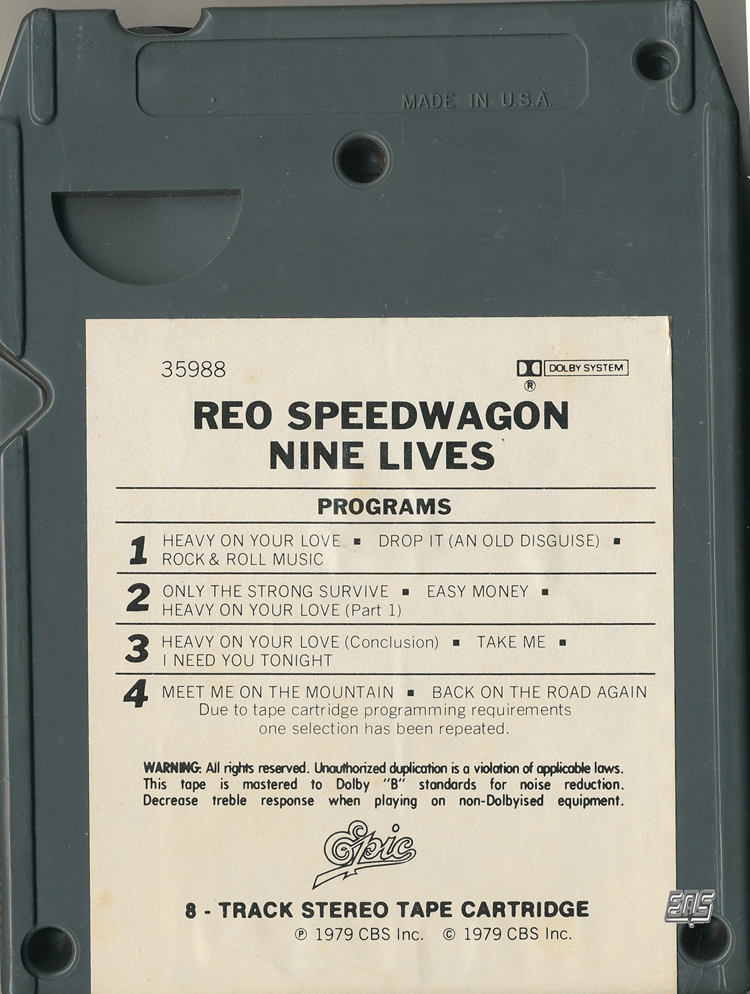 MADE IN U.S.A.
35988
DOLBY SYSTEM
®
REO SPEEDWAGON
NINE LIVES
PROGRAMS
1 HEAVY ON YOUR LOVE ▪ DROP IT (AN OLD DISGUISE) ▪
ROCK & ROLL MUSIC
2 ONLY THE STRONG SURVIVE ▪ EASY MONEY ▪
HEAVY ON YOUR LOVE (Part 1)
3 HEAVY ON YOUR LOVE (Conclusion) ▪ TAKE ME ▪
I NEED YOU TONIGHT
4 MEET ME ON THE MOUNTAIN ▪ BACK ON THE ROAD AGAIN
Due to tape cartridge programming requirements
one selection has been repeated.
WARNING: All rights reserved. Unauthorized duplication is a violation of applicable laws.
This tape is mastered to Dolby "B" standards for noise reduction.
Decrease treble response when playing on non-Dolbyised equipment.
Epic
8 - TRACK STEREO TAPE CARTRIDGE
℗ 1979 CBS Inc. © 1979 CBS Inc.